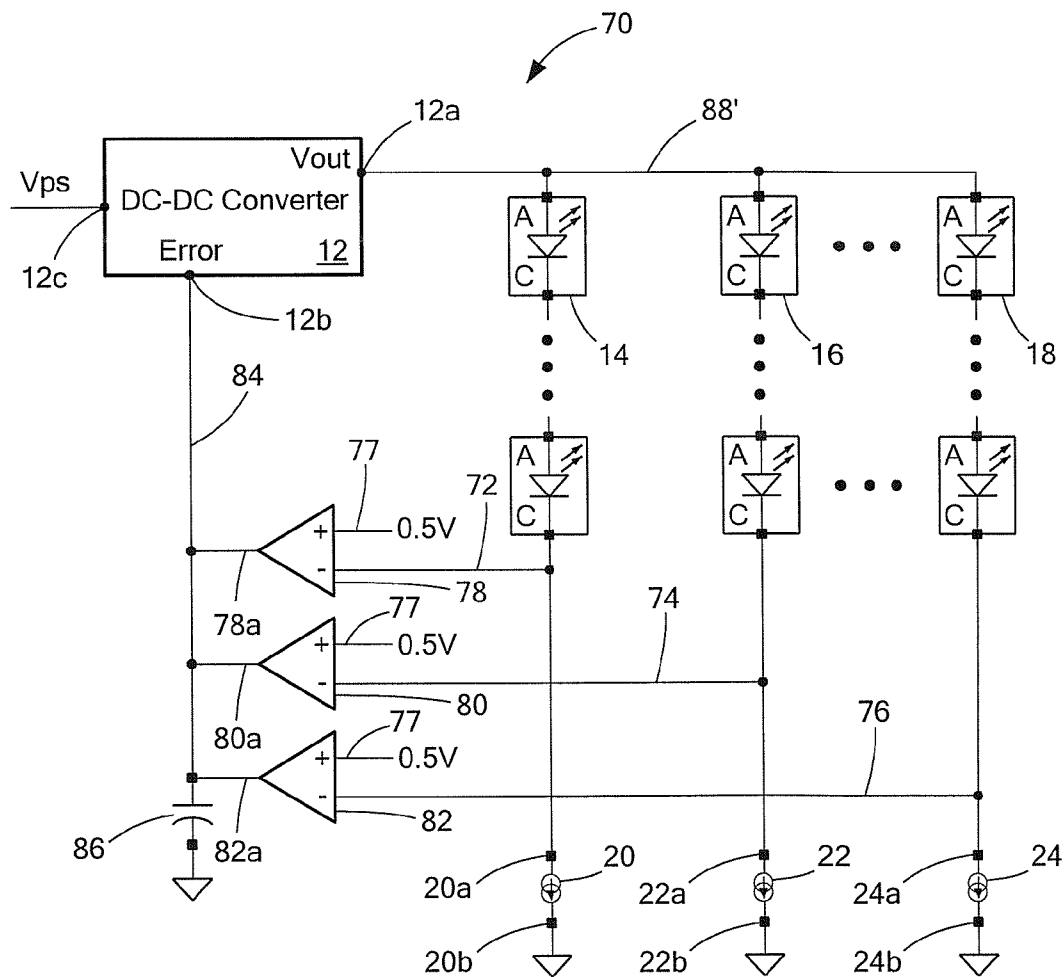 70
12a
88'
Vout
Vps
DC-DC Converter
Error
12
12c
12b
A
C
A
C
A
C
14
16
18
84
A
C
A
C
A
C
77
72
+
0.5V
-
78
78a
77
74
+
0.5V
-
80
80a
77
76
+
0.5V
-
82
86
82a
20a
20
22a
22
24a
24
20b
22b
24b